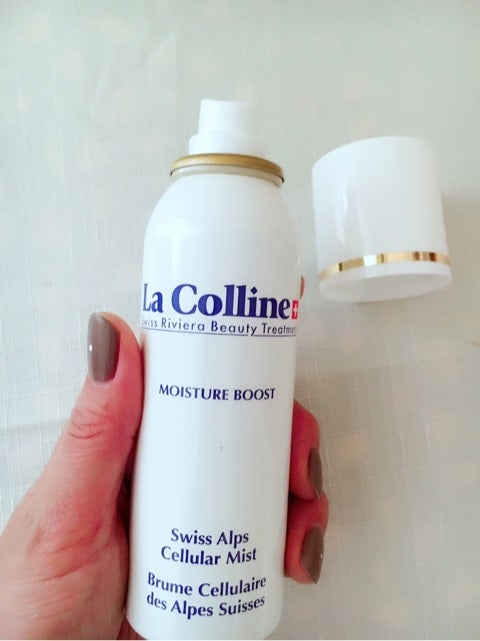 La Colline
Swiss Riviera Beauty Treatment
MOISTURE BOOST
Swiss Alps
Cellular Mist
Brume Cellulaire
des Alpes Suisses